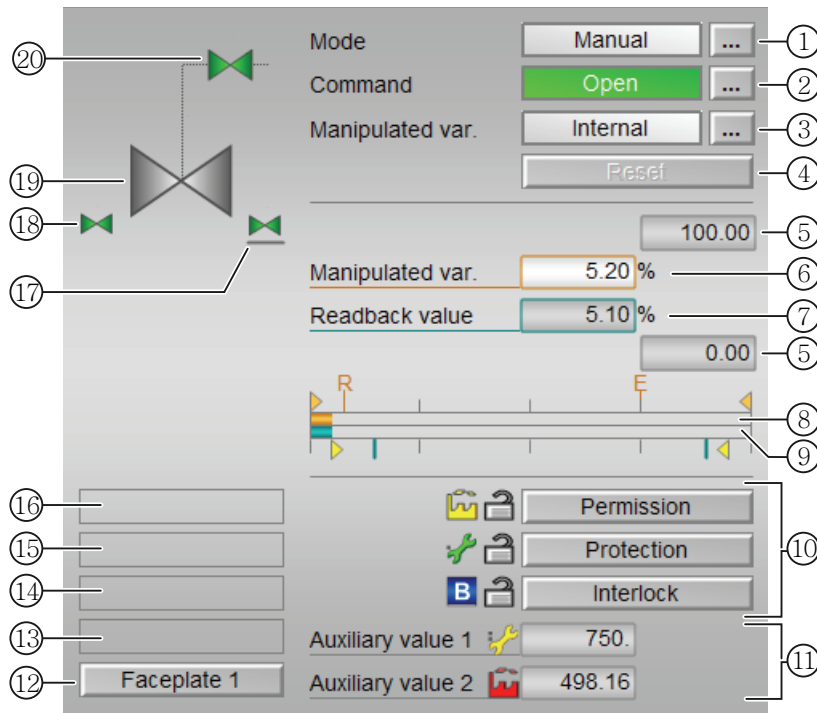 ⑳ Mode Manual ... ①
Command Open ... ②
Manipulated var. Internal ... ③
⑲ Reset ④
⑱ 100.00 ⑤
⑰ Manipulated var. 5.20 % ⑥
Readback value 5.10 % ⑦
0.00 ⑤
R E
⑧
⑨
⑯ Permission
⑮ Protection ⑩
⑭ B Interlock
⑬ Auxiliary value 1 750. ⑪
⑫ Faceplate 1 Auxiliary value 2 498.16